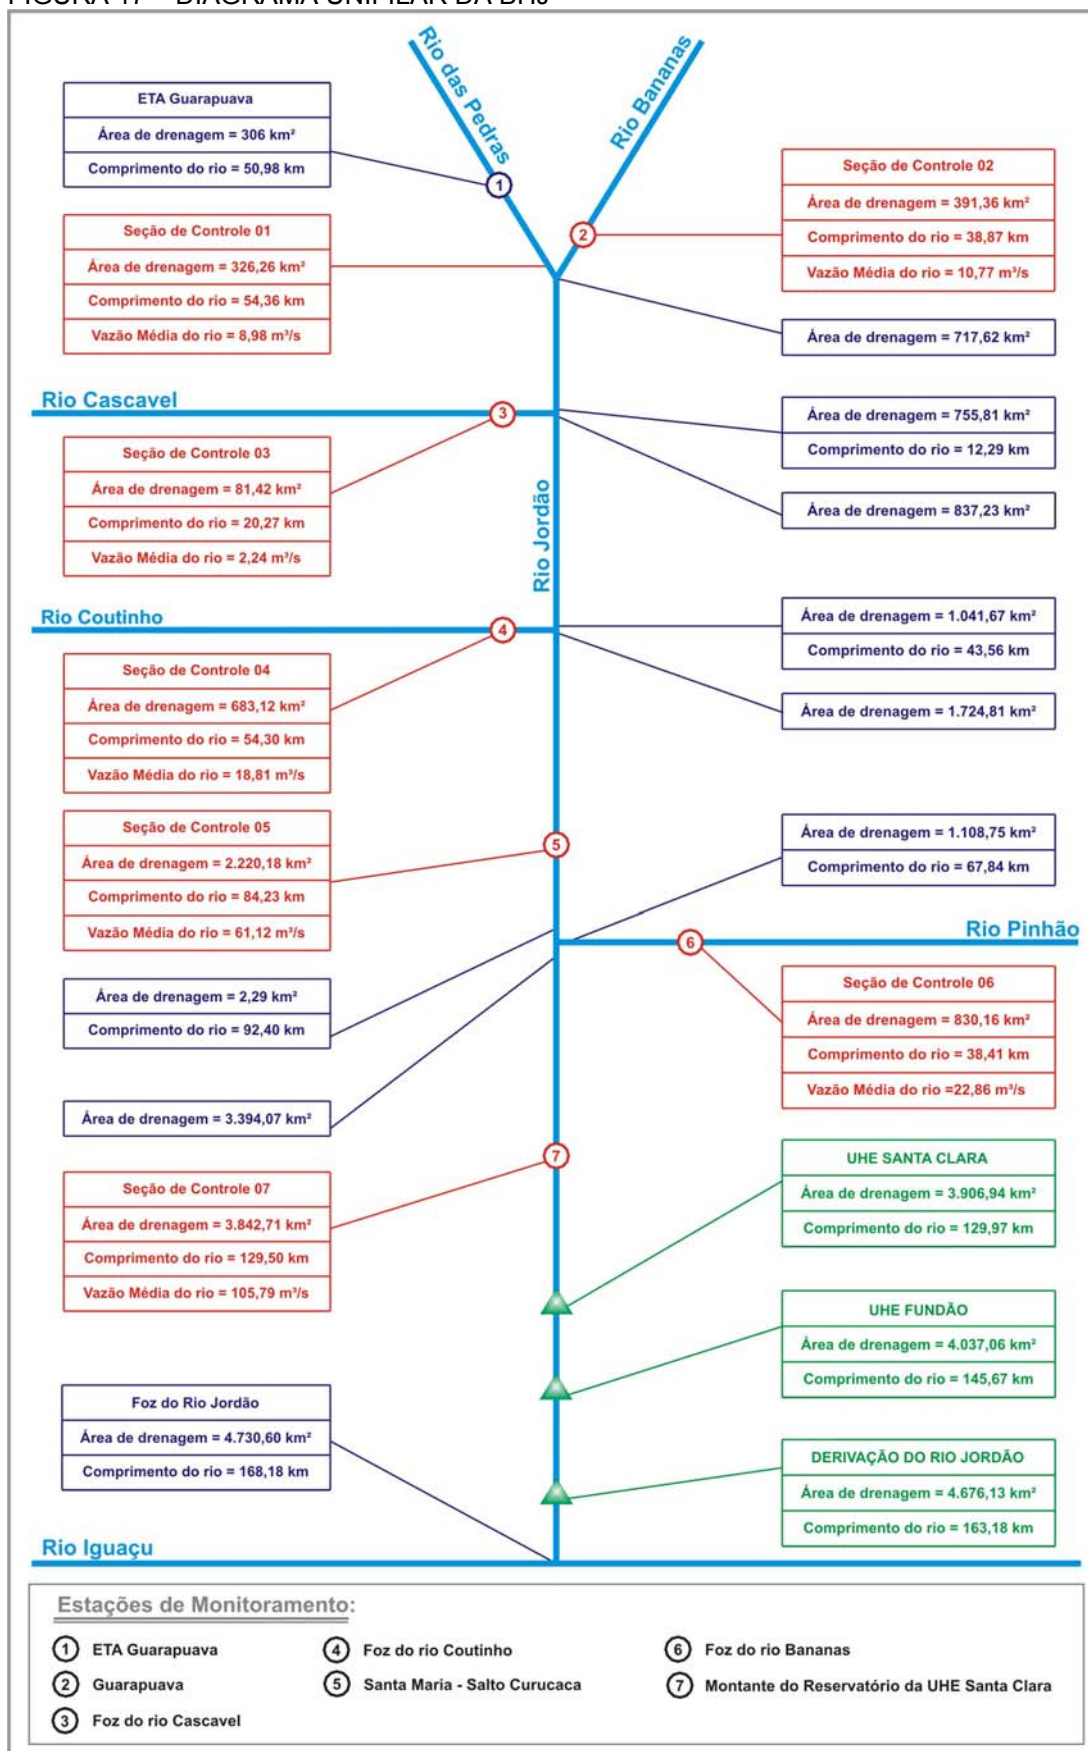 FIGURA 17 – DIAGRAMA UNIFILAR DA BHJ
Rio das Pedras
Rio Bananas
ETA Guarapuava
Área de drenagem = 306 km²
Comprimento do rio = 50,98 km
1
2
Seção de Controle 02
Área de drenagem = 391,36 km²
Comprimento do rio = 38,87 km
Vazão Média do rio = 10,77 m³/s
Seção de Controle 01
Área de drenagem = 326,26 km²
Comprimento do rio = 54,36 km
Vazão Média do rio = 8,98 m³/s
Área de drenagem = 717,62 km²
Rio Cascavel
3
Área de drenagem = 755,81 km²
Comprimento do rio = 12,29 km
Seção de Controle 03
Área de drenagem = 81,42 km²
Comprimento do rio = 20,27 km
Vazão Média do rio = 2,24 m³/s
Área de drenagem = 837,23 km²
Rio Jordão
Rio Coutinho
4
Área de drenagem = 1.041,67 km²
Comprimento do rio = 43,56 km
Seção de Controle 04
Área de drenagem = 683,12 km²
Comprimento do rio = 54,30 km
Vazão Média do rio = 18,81 m³/s
Área de drenagem = 1.724,81 km²
Seção de Controle 05
Área de drenagem = 2.220,18 km²
Comprimento do rio = 84,23 km
Vazão Média do rio = 61,12 m³/s
5
Área de drenagem = 1.108,75 km²
Comprimento do rio = 67,84 km
Rio Pinhão
6
Área de drenagem = 2,29 km²
Comprimento do rio = 92,40 km
Seção de Controle 06
Área de drenagem = 830,16 km²
Comprimento do rio = 38,41 km
Vazão Média do rio =22,86 m³/s
Área de drenagem = 3.394,07 km²
7
Seção de Controle 07
Área de drenagem = 3.842,71 km²
Comprimento do rio = 129,50 km
Vazão Média do rio = 105,79 m³/s
UHE SANTA CLARA
Área de drenagem = 3.906,94 km²
Comprimento do rio = 129,97 km
UHE FUNDÃO
Área de drenagem = 4.037,06 km²
Comprimento do rio = 145,67 km
Foz do Rio Jordão
Área de drenagem = 4.730,60 km²
Comprimento do rio = 168,18 km
DERIVAÇÃO DO RIO JORDÃO
Área de drenagem = 4.676,13 km²
Comprimento do rio = 163,18 km
Rio Iguaçu
Estações de Monitoramento:
1 ETA Guarapuava
2 Guarapuava
3 Foz do rio Cascavel
4 Foz do rio Coutinho
5 Santa Maria - Salto Curucaca
6 Foz do rio Bananas
7 Montante do Reservatório da UHE Santa Clara